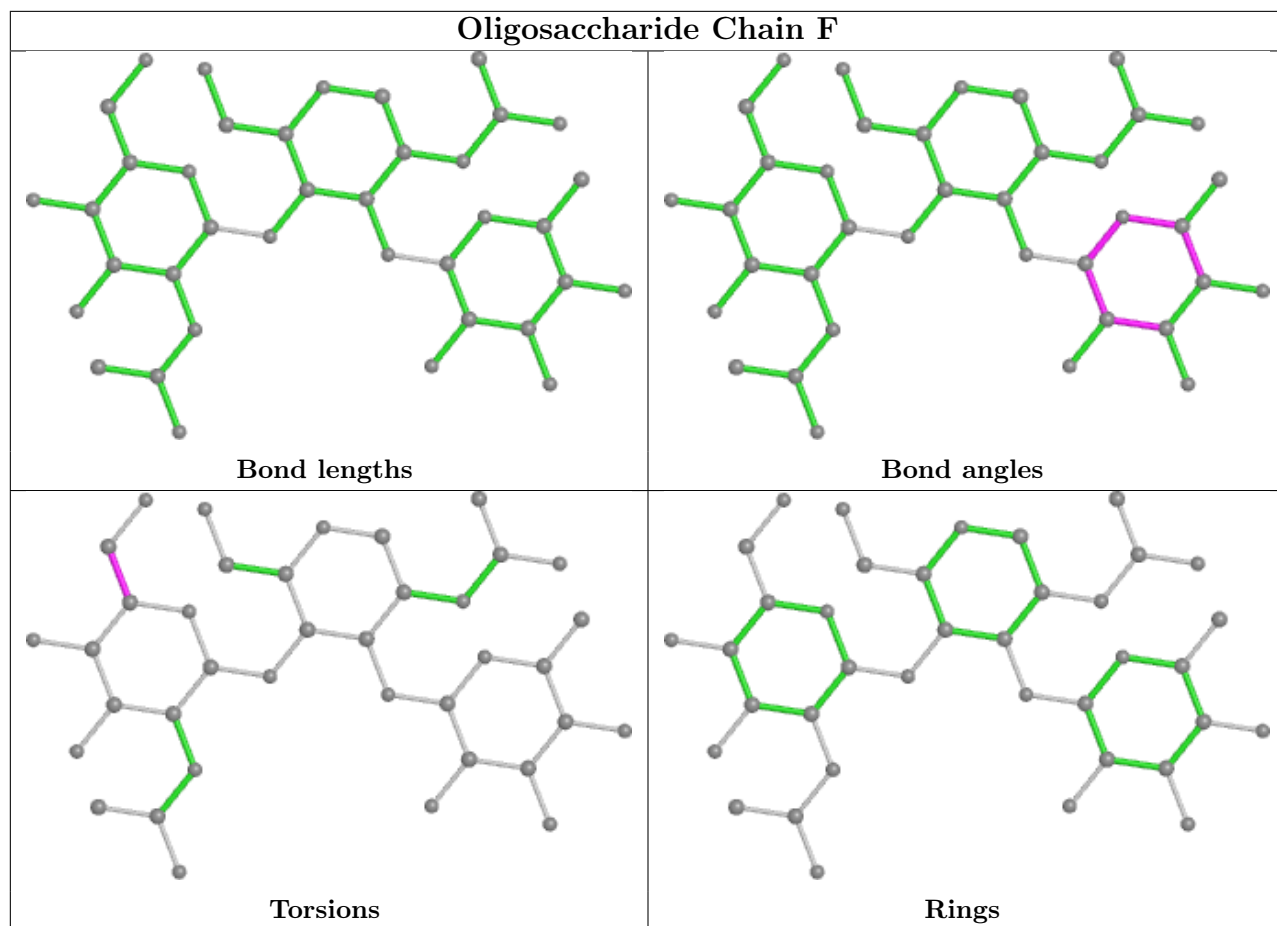 Oligosaccharide Chain F
Bond lengths
Bond angles
Torsions
Rings